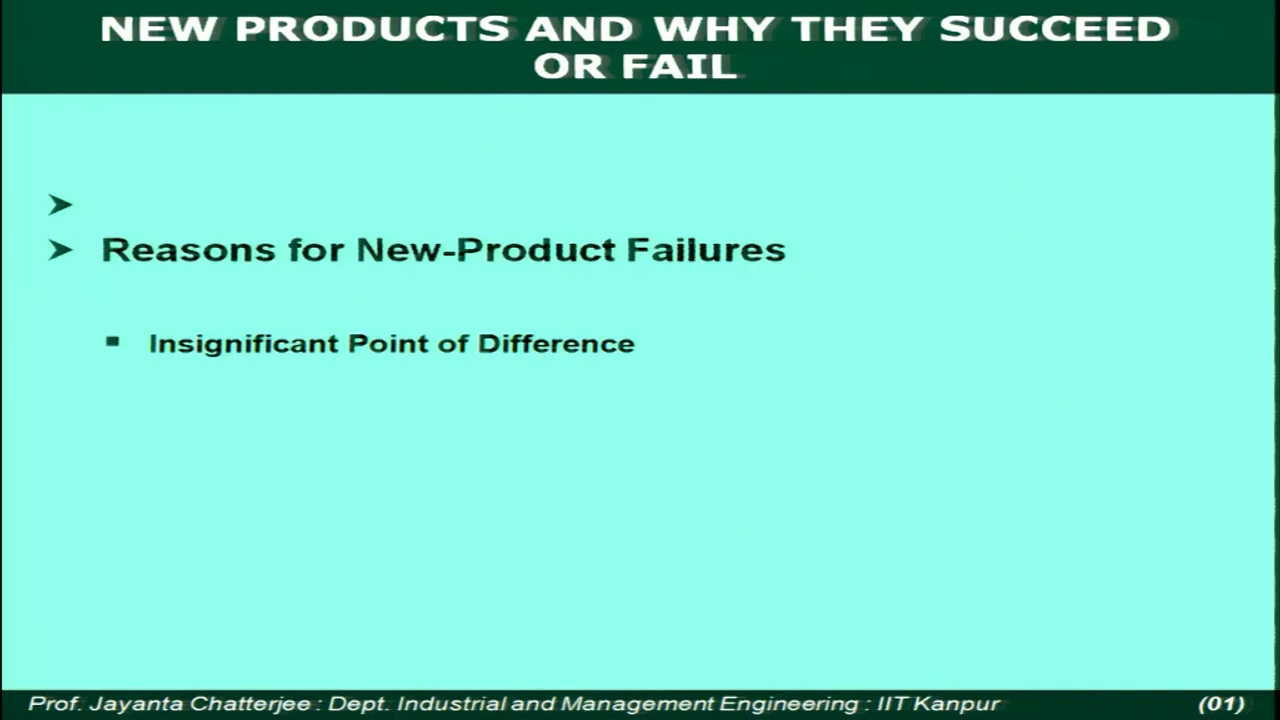 NEW PRODUCTS AND WHY THEY SUCCEED
OR FAIL
Reasons for New-Product Failures
Insignificant Point of Difference
Prof. Jayanta Chatterjee : Dept. Industrial and Management Engineering : IIT Kanpur (01)